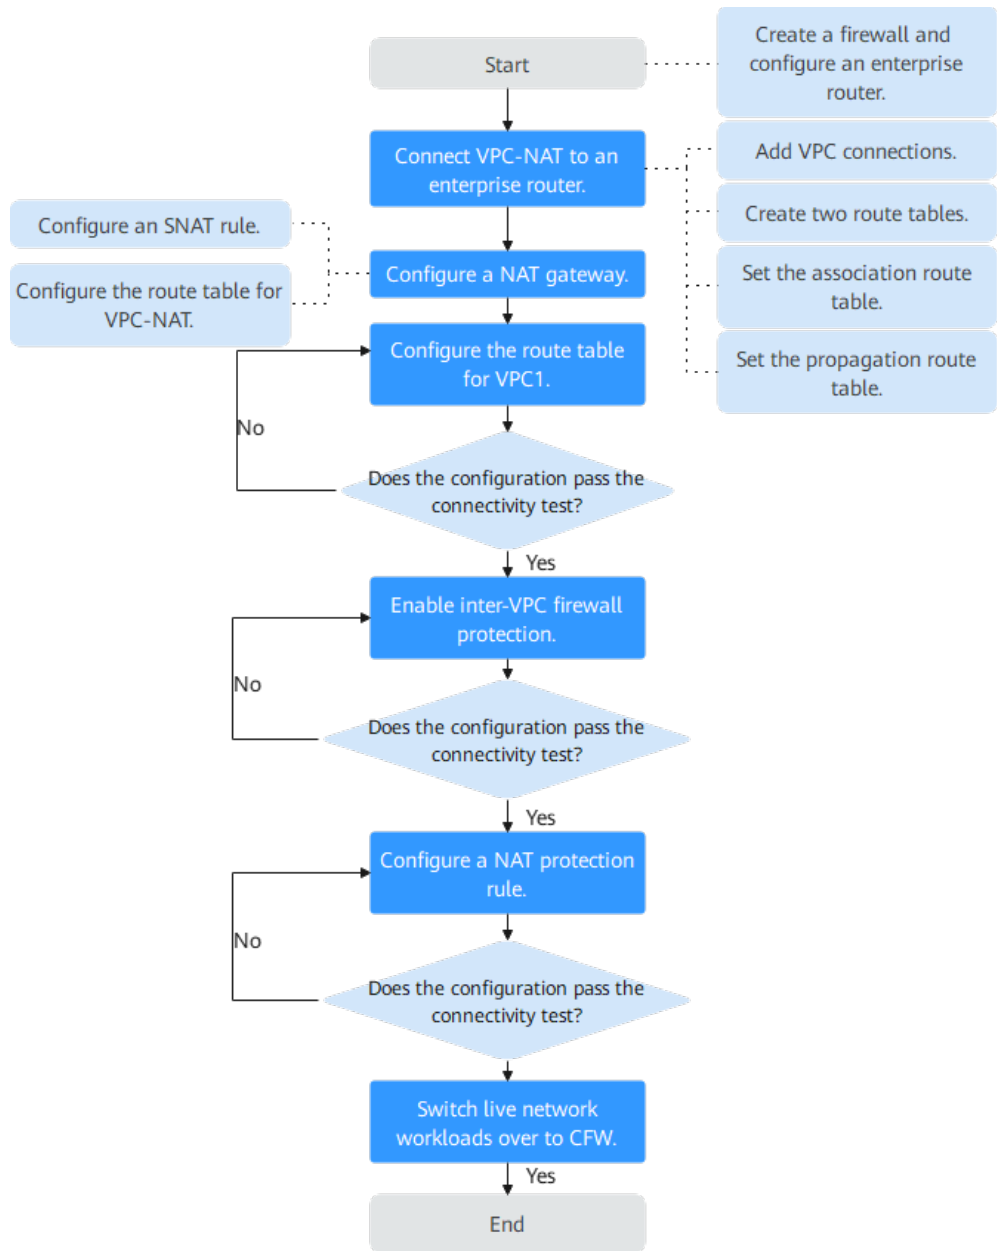 Start
Create a firewall and
configure an enterprise
router.
Connect VPC-NAT to an
enterprise router.
Add VPC connections.
Create two route tables.
Set the association route
table.
Set the propagation route
table.
Configure an SNAT rule.
Configure the route table for
VPC-NAT.
Configure a NAT gateway.
Configure the route table
for VPC1.
No
Does the configuration pass the
connectivity test?
Yes
Enable inter-VPC firewall
protection.
No
Does the configuration pass the
connectivity test?
Yes
Configure a NAT protection
rule.
No
Does the configuration pass the
connectivity test?
Switch live network
workloads over to CFW.
Yes
End